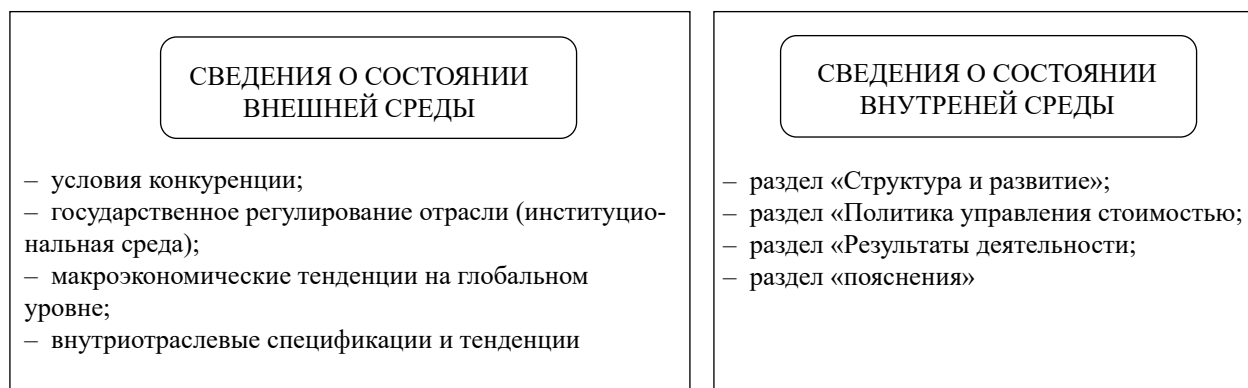 СВЕДЕНИЯ О СОСТОЯНИИ
ВНЕШНЕЙ СРЕДЫ
– условия конкуренции;
– государственное регулирование отрасли (институцио-
нальная среда);
– макроэкономические тенденции на глобальном
уровне;
– внутриотраслевые спецификации и тенденции
СВЕДЕНИЯ О СОСТОЯНИИ
ВНУТРЕНЕЙ СРЕДЫ
– раздел «Структура и развитие»;
– раздел «Политика управления стоимостью;
– раздел «Результаты деятельности;
– раздел «пояснения»